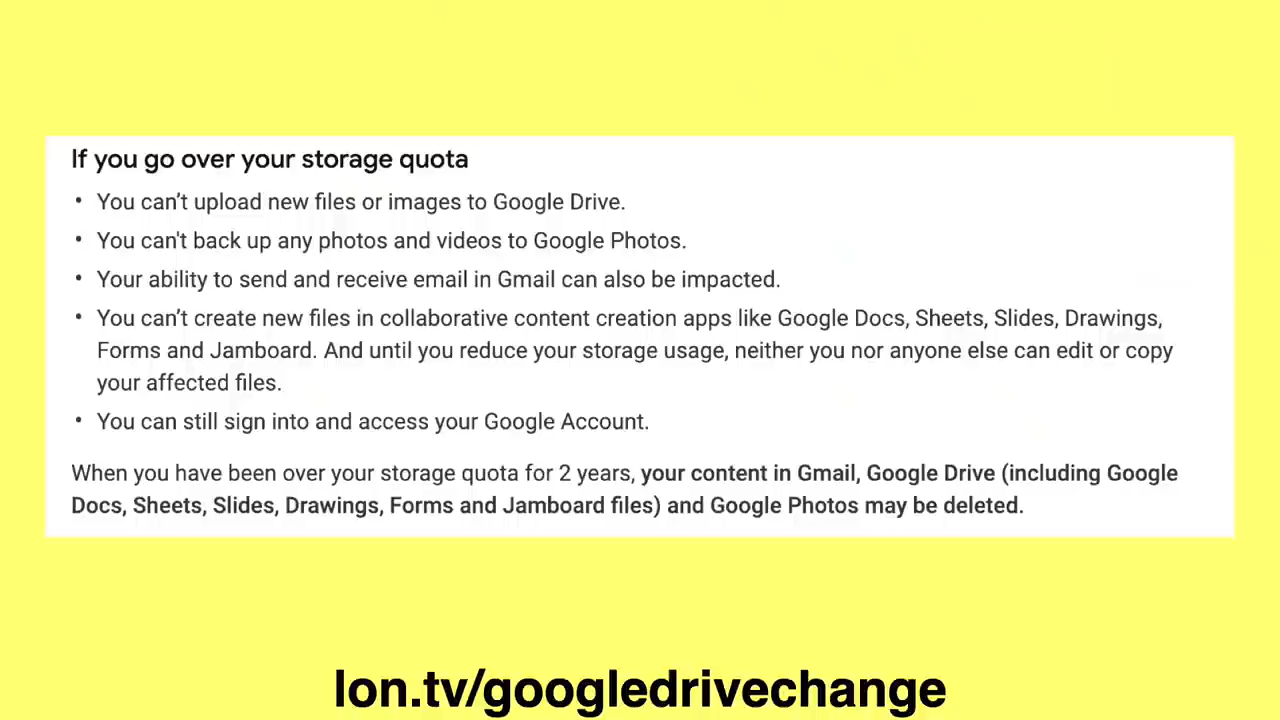 If you go over your storage quota
• You can’t upload new files or images to Google Drive.
• You can't back up any photos and videos to Google Photos.
• Your ability to send and receive email in Gmail can also be impacted.
• You can’t create new files in collaborative content creation apps like Google Docs, Sheets, Slides, Drawings,
Forms and Jamboard. And until you reduce your storage usage, neither you nor anyone else can edit or copy
your affected files.
• You can still sign into and access your Google Account.
When you have been over your storage quota for 2 years, your content in Gmail, Google Drive (including Google
Docs, Sheets, Slides, Drawings, Forms and Jamboard files) and Google Photos may be deleted.
lon.tv/googledrivechange